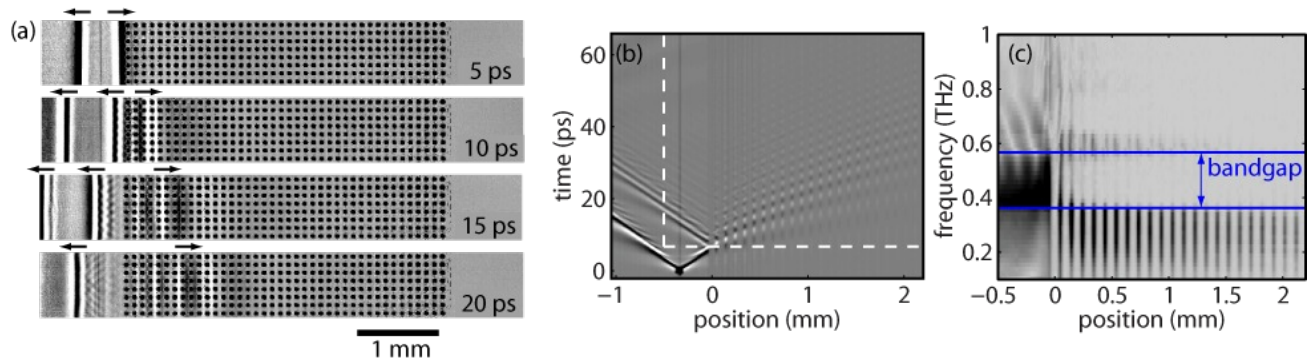 (a)
5 ps
10 ps
15 ps
20 ps
1 mm
(b)
time (ps)
60
40
20
0
−1
0
1
2
position (mm)
(c)
frequency (THz)
1
0.8
0.6
0.4
0.2
bandgap
−0.5
0
0.5
1
1.5
2
position (mm)